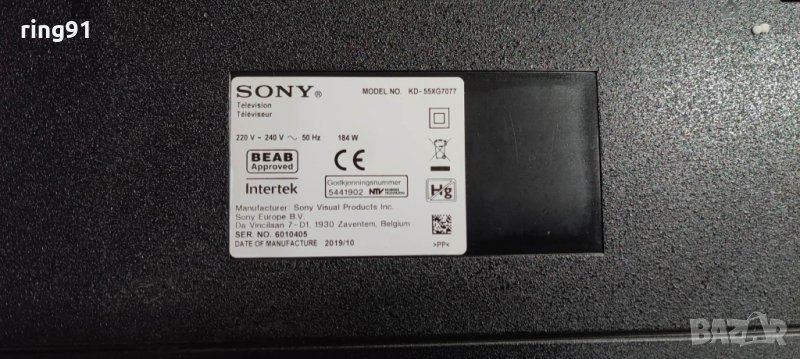 ring91
SONY®
MODEL NO. KD-55XG7077
Television
Téléviseur
220 V - 240 V ~ 50 Hz 184 W
BEAB
Approved
CE
Intertek
Godkjenningsnummer
5441902 NTV
Hg
Manufacturer: Sony Visual Products Inc.
Sony Europe B.V.
Da Vincilaan 7-D1, 1930 Zaventem, Belgium
SER. NO. 6010405
DATE OF MANUFACTURE 2019/10
>PP<
BAZAR